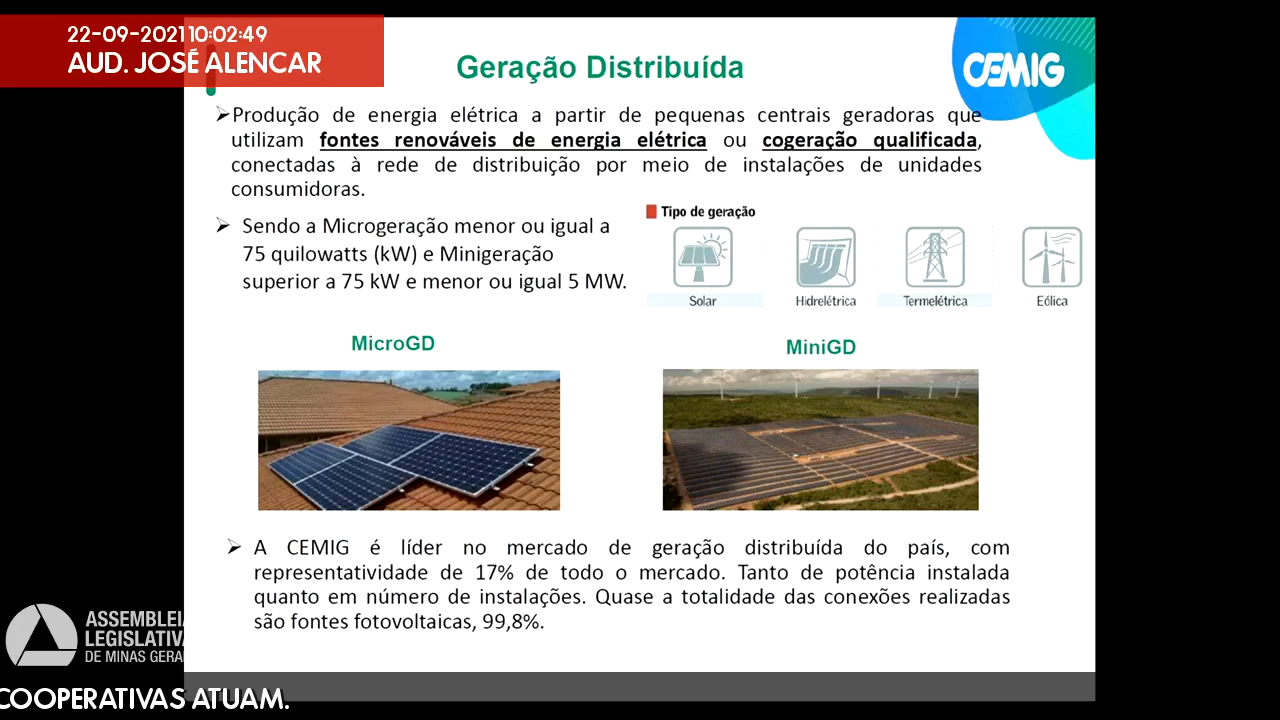 22-09-2021 10:02:49
AUD. JOSÉ ALENCAR
Geração Distribuída
CEMIG
➢Produção de energia elétrica a partir de pequenas centrais geradoras que
utilizam fontes renováveis de energia elétrica ou cogeração qualificada,
conectadas à rede de distribuição por meio de instalações de unidades
consumidoras.
➢ Sendo a Microgeração menor ou igual a
75 quilowatts (kW) e Minigeração
superior a 75 kW e menor ou igual 5 MW.
Tipo de geração
Solar
Hidrelétrica
Termelétrica
Eólica
MicroGD
MiniGD
➢ A CEMIG é líder no mercado de geração distribuída do país, com
representatividade de 17% de todo o mercado. Tanto de potência instalada
quanto em número de instalações. Quase a totalidade das conexões realizadas
são fontes fotovoltaicas, 99,8%.
ASSEMBLEIA
LEGISLATIVA
DE MINAS GERAI
COOPERATIVAS ATUAM.